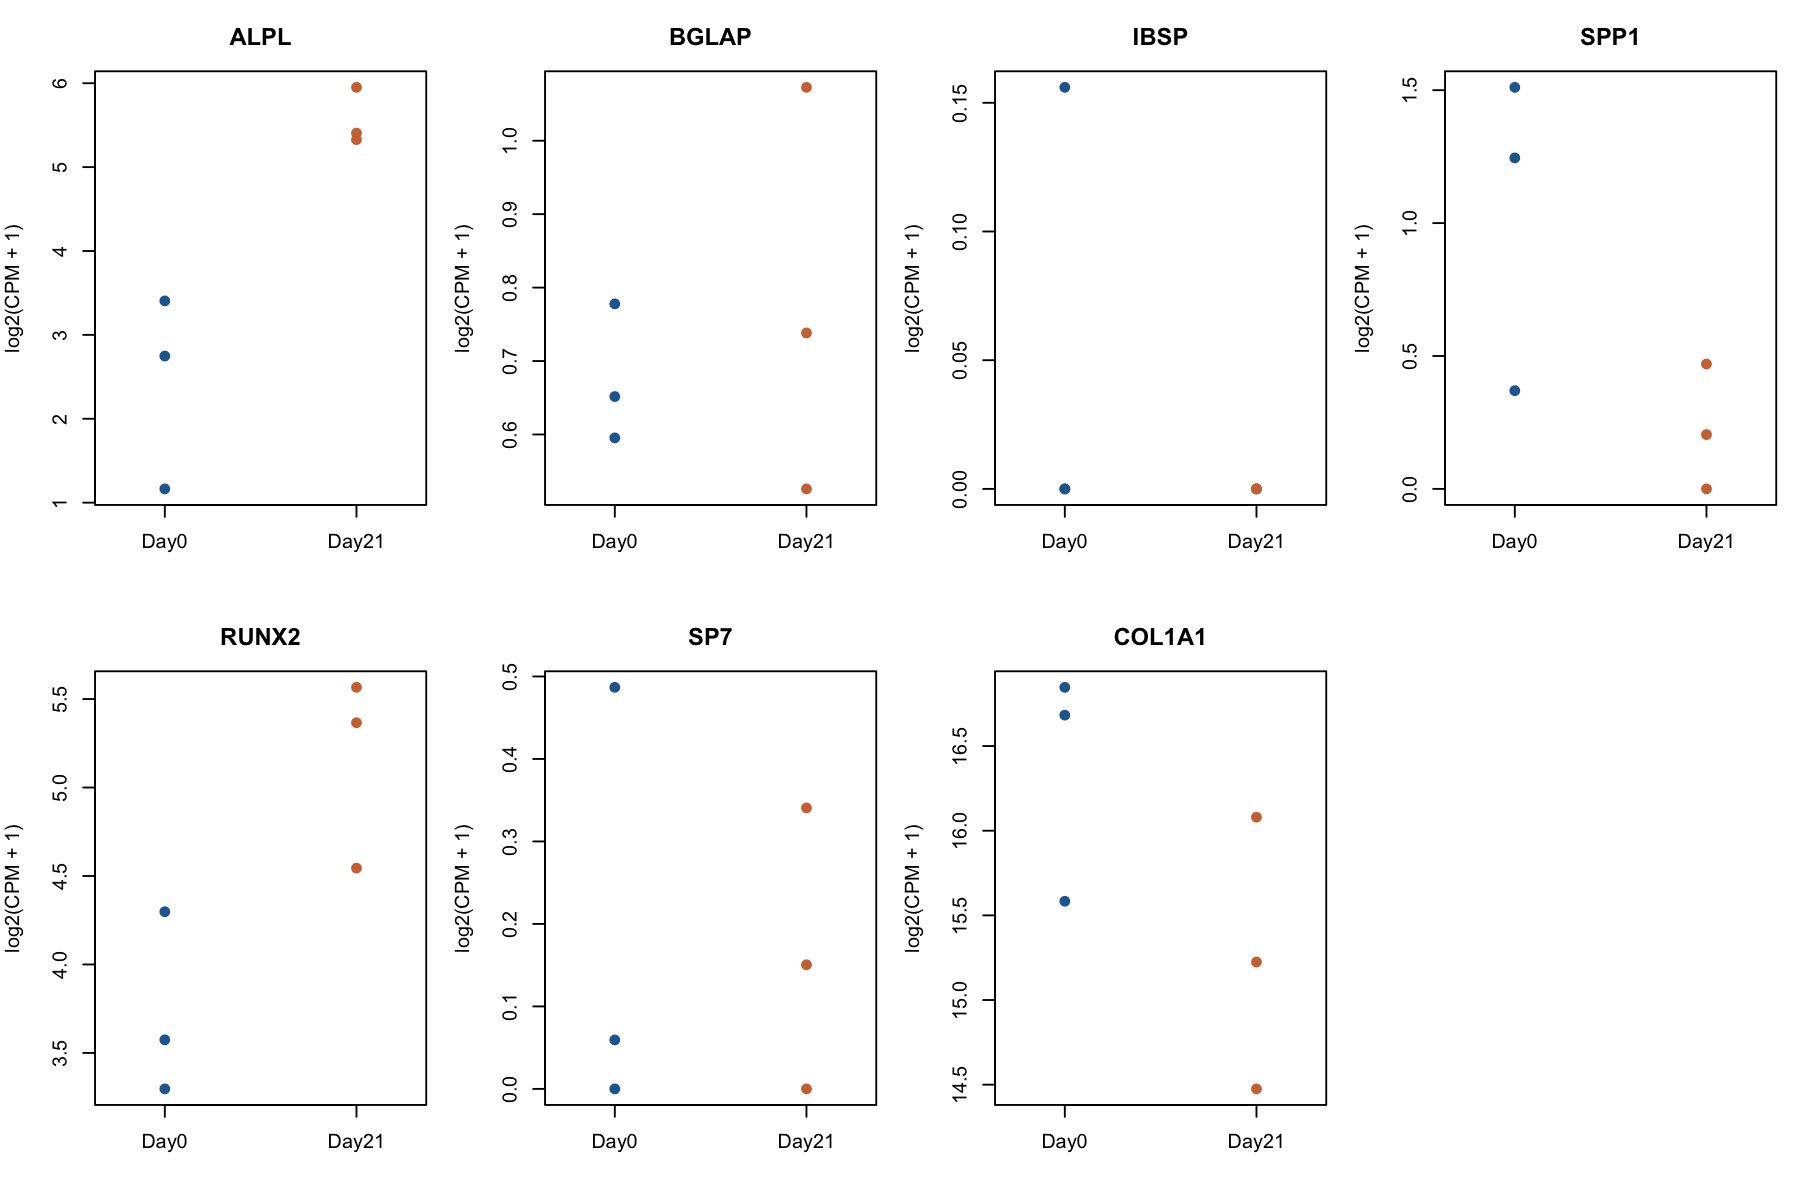 ALPL
log2(CPM + 1)
6
5
4
3
2
1
Day0 Day21
BGLAP
log2(CPM + 1)
1.0
0.9
0.8
0.7
0.6
Day0 Day21
IBSP
log2(CPM + 1)
0.15
0.10
0.05
0.00
Day0 Day21
SPP1
log2(CPM + 1)
1.5
1.0
0.5
0.0
Day0 Day21
RUNX2
log2(CPM + 1)
5.5
5.0
4.5
4.0
3.5
Day0 Day21
SP7
log2(CPM + 1)
0.5
0.4
0.3
0.2
0.1
0.0
Day0 Day21
COL1A1
log2(CPM + 1)
16.5
16.0
15.5
15.0
14.5
Day0 Day21